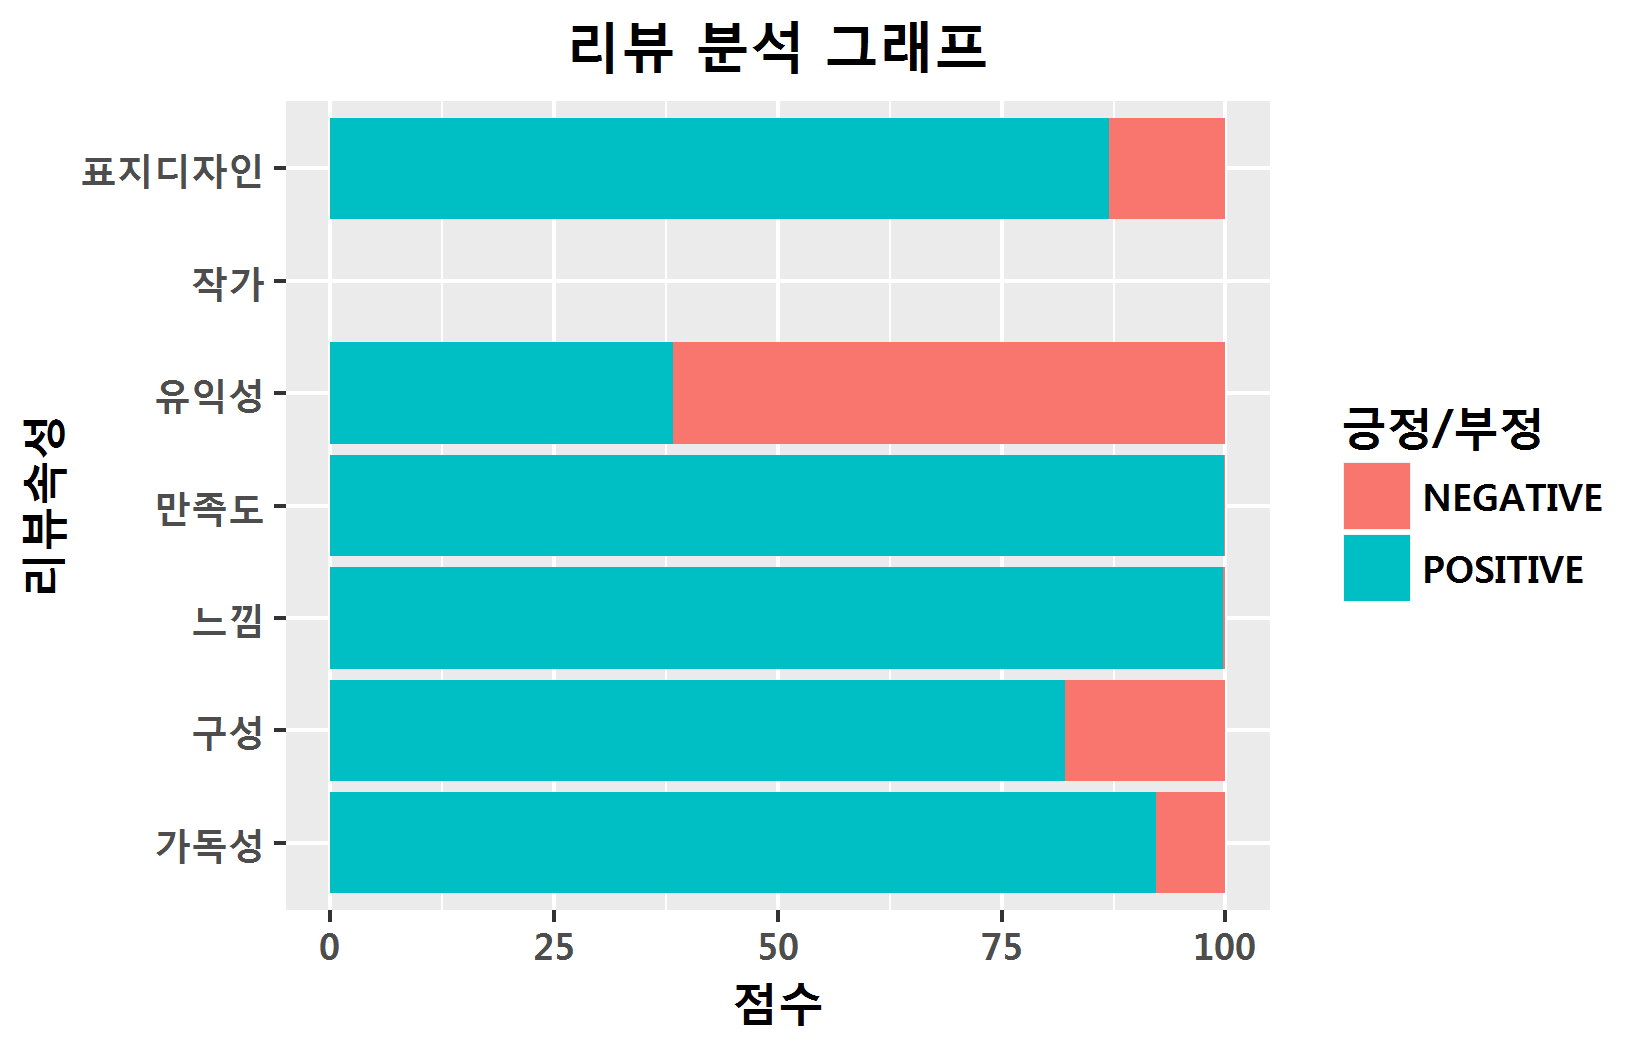 리뷰 분석 그래프
표지디자인
작가
유익성
만족도
느낌
구성
가독성
리뷰속성
0 25 50 75 100
점수
긍정/부정
NEGATIVE
POSITIVE